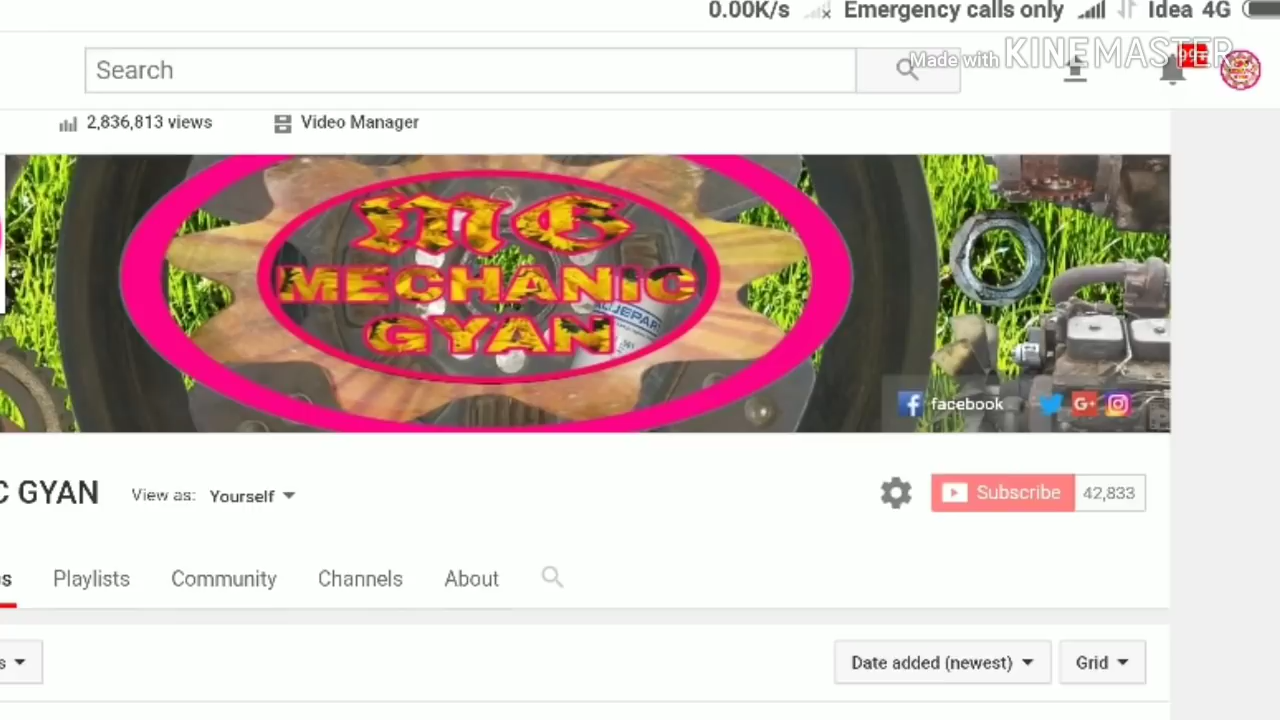 0.00K/s Emergency calls only Idea 4G
Made with KINEMASTER
Search
99+
2,836,813 views Video Manager
MG
MECHANIC
GYAN
facebook
G+
C GYAN View as: Yourself Subscribe 42,833
s Playlists Community Channels About
s Date added (newest) Grid